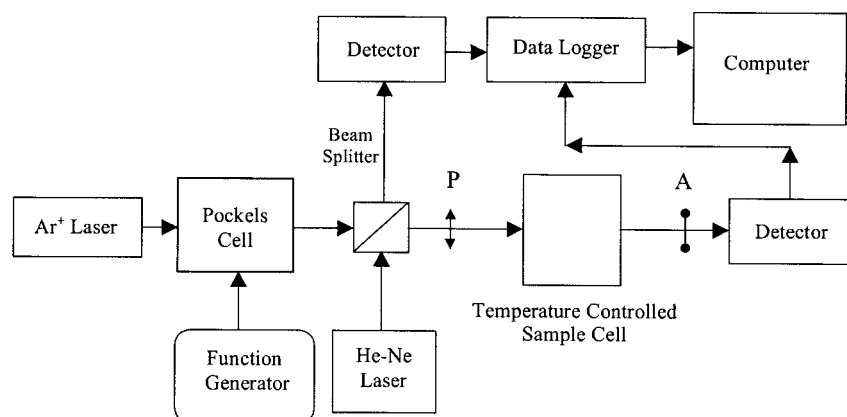 Detector
Data Logger
Computer
Beam
Splitter
P
A
Ar⁺ Laser
Pockels
Cell
Detector
Temperature Controlled
Sample Cell
Function
Generator
He-Ne
Laser